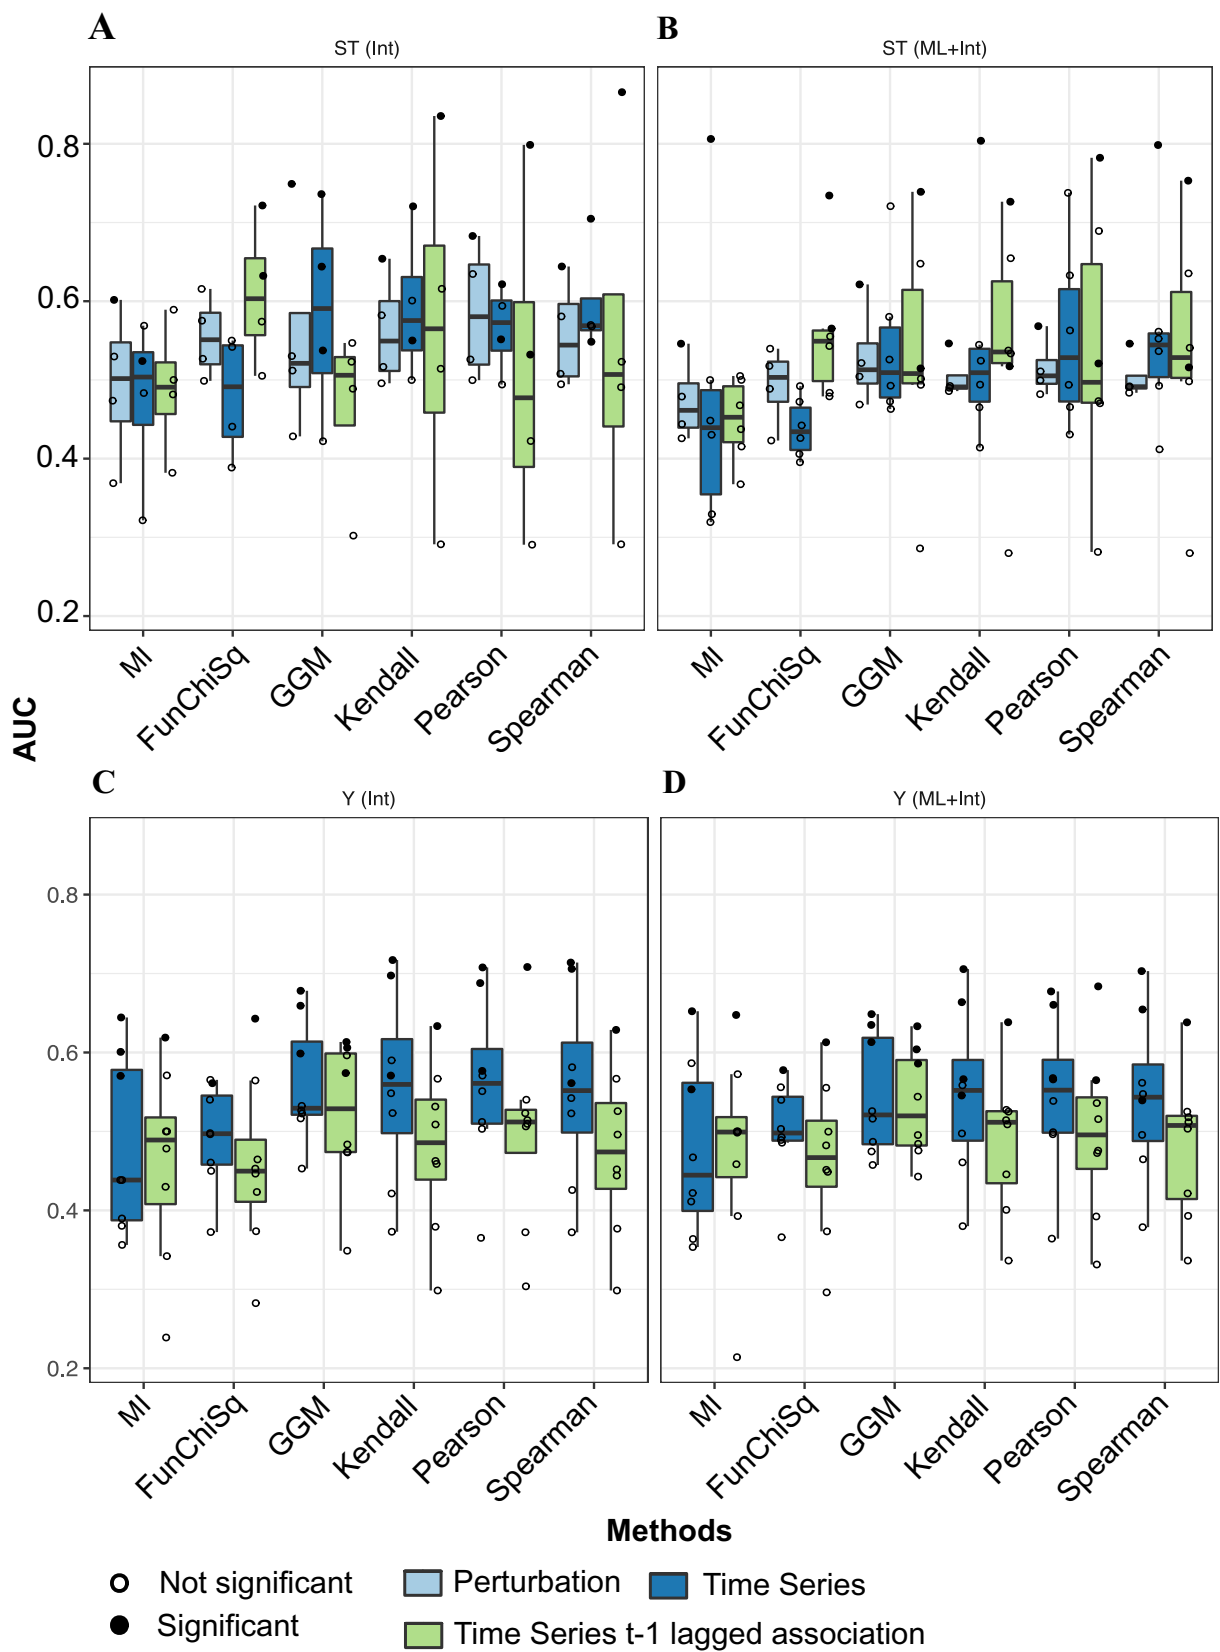 A
B
ST (Int)
ST (ML+Int)
0.8
0.6
0.4
0.2
MI
FunChiSq
GGM
Kendall
Pearson
Spearman
MI
FunChiSq
GGM
Kendall
Pearson
Spearman
AUC
C
D
Y (Int)
Y (ML+Int)
0.8
0.6
0.4
0.2
MI
FunChiSq
GGM
Kendall
Pearson
Spearman
MI
FunChiSq
GGM
Kendall
Pearson
Spearman
Methods
Not significant
Perturbation
Time Series
Significant
Time Series t-1 lagged association